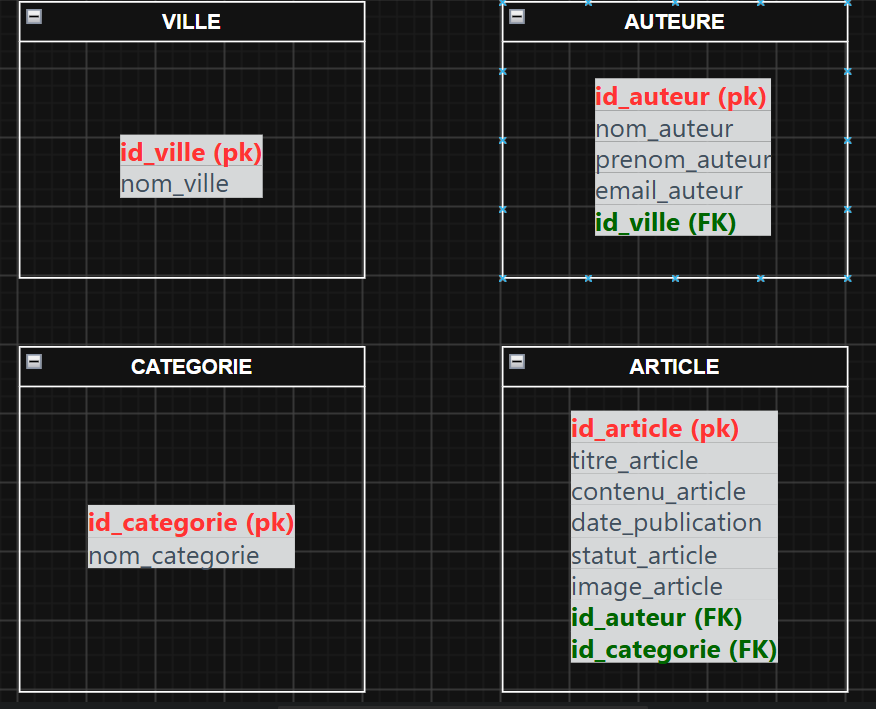 VILLE
id_ville (pk)
nom_ville
AUTEURE
id_auteur (pk)
nom_auteur
prenom_auteur
email_auteur
id_ville (FK)
CATEGORIE
id_categorie (pk)
nom_categorie
ARTICLE
id_article (pk)
titre_article
contenu_article
date_publication
statut_article
image_article
id_auteur (FK)
id_categorie (FK)